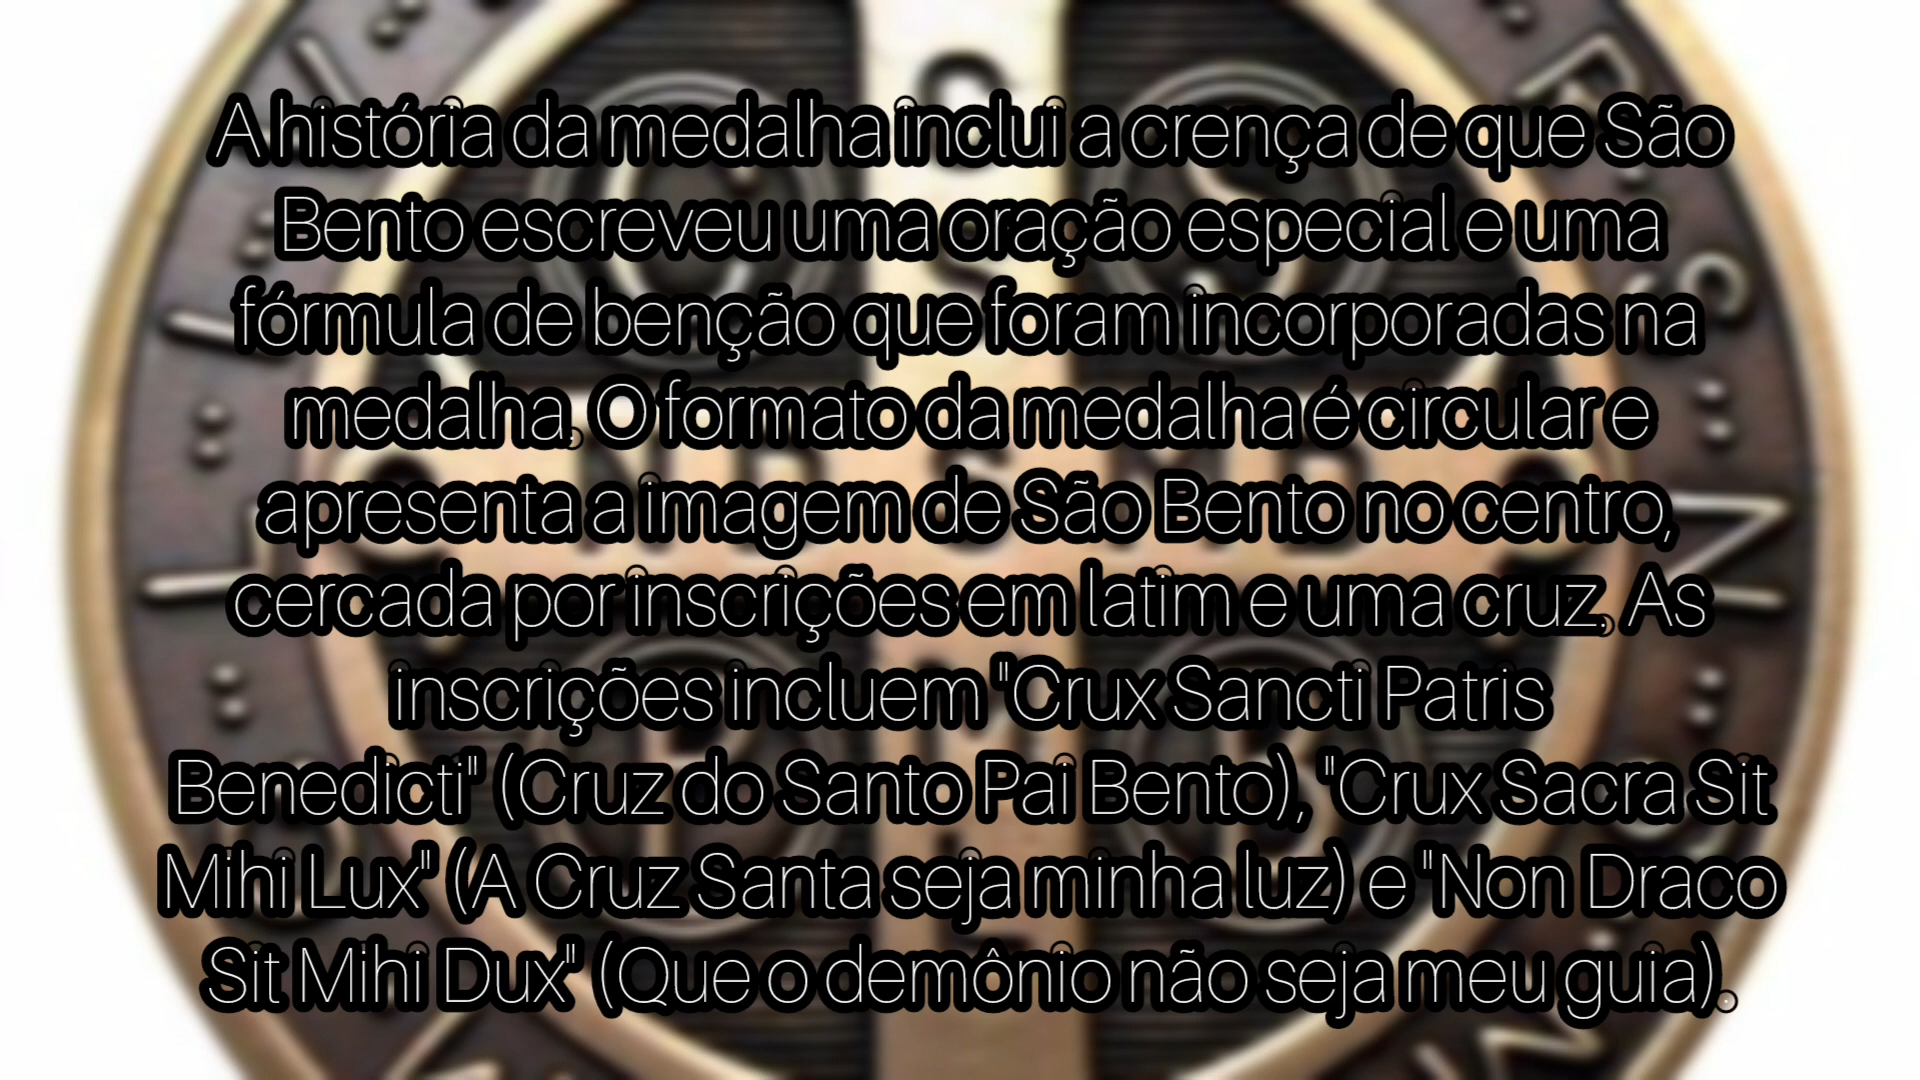 A história da medalha inclui a crença de que São
Bento escreveu uma oração especial e uma
fórmula de benção que foram incorporadas na
medalha. O formato da medalha é circular e
apresenta a imagem de São Bento no centro,
cercada por inscrições em latim e uma cruz. As
inscrições incluem "Crux Sancti Patris
Benedicti" (Cruz do Santo Pai Bento), "Crux Sacra Sit
Mihi Lux" (A Cruz Santa seja minha luz) e "Non Draco
Sit Mihi Dux" (Que o demônio não seja meu guia).